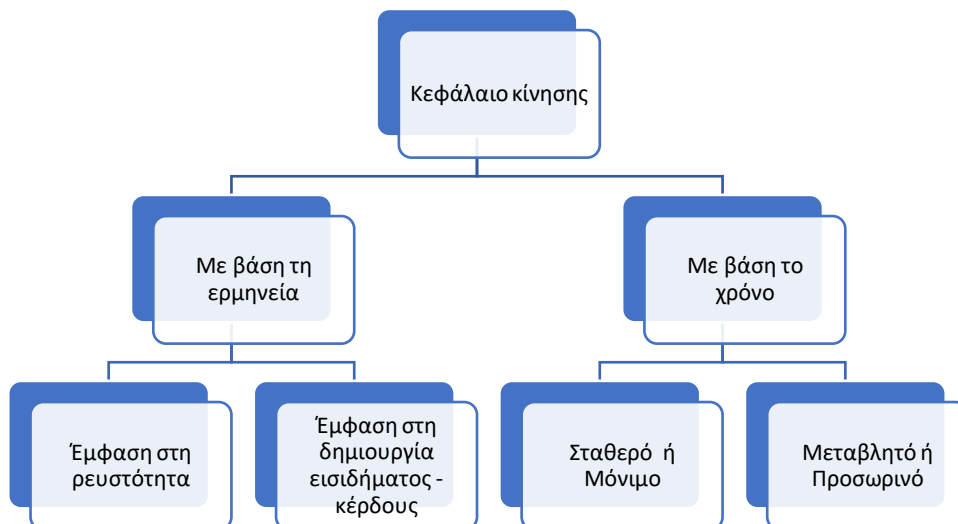 Κεφάλαιο κίνησης
Με βάση τη
ερμηνεία
Με βάση το
χρόνο
Έμφαση στη
ρευστότητα
Έμφαση στη
δημιουργία
εισιδήματος -
κέρδους
Σταθερό ή
Μόνιμο
Μεταβλητό ή
Προσωρινό